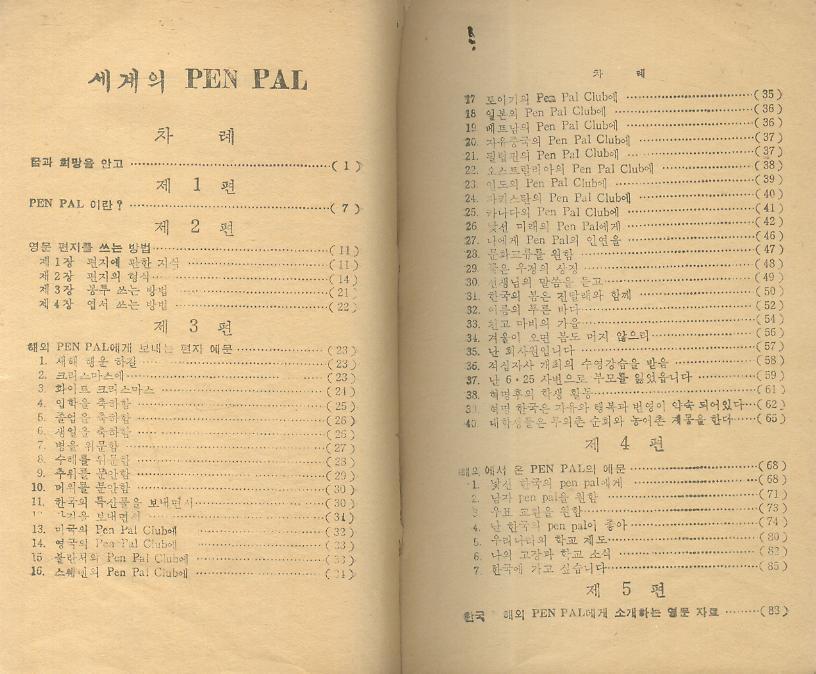 세계의 PEN PAL
차 례
꿈과 희망을 안고 ( 1 )
제 1 편
PEN PAL 이란? ( 7 )
제 2 편
영문 편지를 쓰는 방법 (11)
제1장 편지에 관한 지식 (11)
제2장 편지의 형식 (14)
제3장 봉투 쓰는 방법 (21)
제4장 엽서 쓰는 방법 (22)
제 3 편
해외 PEN PAL에게 보내는 편지 예문 (23)
1. 새해 행운 하길 (23)
2. 크리스마스에 (23)
3. 화이트 크리스마스 (24)
4. 입학을 축하함 (25)
5. 졸업을 축하함 (26)
6. 생일을 축하함 (26)
7. 병을 위문함 (27)
8. 수해를 위문함 (28)
9. 추위를 문안함 (29)
10. 더위를 문안함 (30)
11. 한국의 특산물을 보내면서 (30)
보내면서 (31)
13. 미국의 Pen Pal Club에 (32)
14. 영국의 Pen Pal Club에 (33)
15. 불란서의 Pen Pal Club에 (33)
16. 스웨덴의 Pen Pal Club에 (34)
차 례
17 토이기의 Pen Pal Club에 (35)
18 일본의 Pen Pal Club에 (36)
19. 베트남의 Pen Pal Club에 (36)
20. 자유중국의 Pen Pal Club에 (37)
21. 필립핀의 Pen Pal Club에 (37)
22. 오스트랄리아의 Pen Pal Club에 (38)
23. 인도의 Pen Pal Club에 (39)
24. 파키스탄의 Pen Pal Club에 (40)
25. 카나다의 Pen Pal Club에 (41)
26. 낯선 미래의 Pen Pal에게 (42)
27. 나에게 Pen Pal의 인연을 (46)
28. 문화교류를 원함 (47)
29. 꽃은 우정의 상징 (48)
30. 선생님의 말씀을 듣고 (49)
31. 한국의 봄은 진달래와 함께 (50)
32. 여름의 푸른 바다 (52)
33. 천고 마비의 가을 (54)
34. 겨울이 오면 봄도 머지 않으리 (56)
35. 난 회사원입니다 (57)
36. 적십자사 개최의 수영강습을 받음 (58)
37. 난 6·25 사변으로 부모를 잃었읍니다 (59)
38. 혁명후의 학생 활동 (61)
39. 혁명 한국은 자유와 행복과 번영이 약속 되어있다 (62)
40. 대학생들은 무의촌 순회와 농어촌 계몽을 한다 (65)
제 4 편
해외에서 온 PEN PAL의 예문 (68)
1. 낯선 한국의 pen pal에게 (68)
2. 남자 pen pal을 원함 (71)
3. 우표 교환을 원함 (73)
4. 난 한국의 pen pal이 좋아 (74)
5. 우리나라의 학교 제도 (80)
6. 나의 고장과 학교 소식 (82)
7. 한국에 가고 싶습니다 (85)
제 5 편
한국 해외 PEN PAL에게 소개하는 영문 자료 (88)